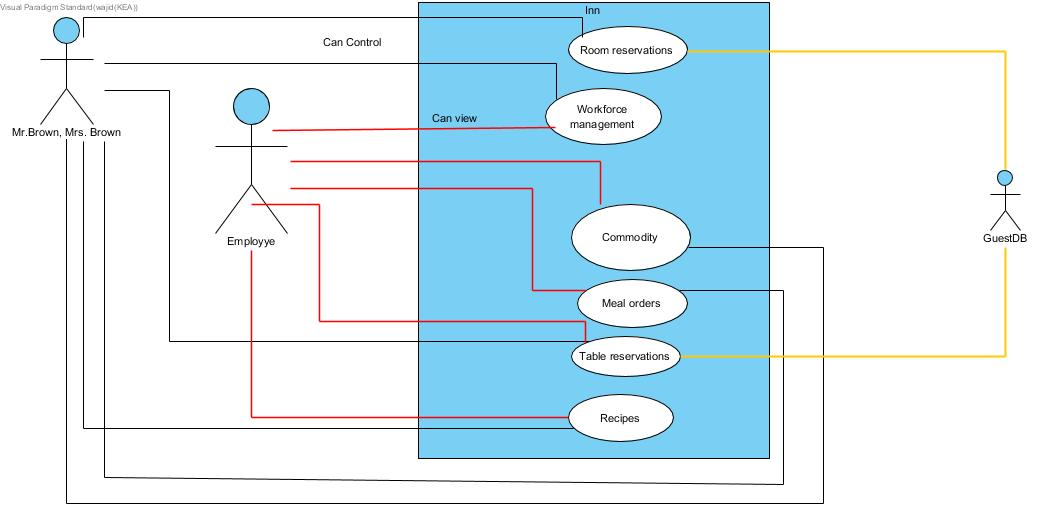 Visual Paradigm Standard(wajid(KEA))
Inn
Can Control
Room reservations
Workforce
management
Can view
Mr.Brown, Mrs. Brown
Employye
Commodity
GuestDB
Meal orders
Table reservations
Recipes